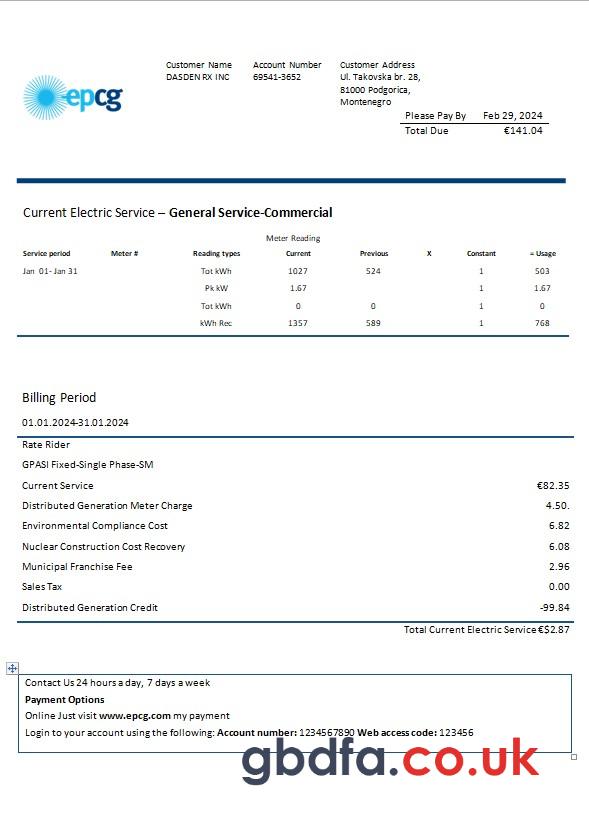 epcg
Customer Name Account Number Customer Address
DASDEN RX INC 69541-3652 Ul. Takovska br. 28,
81000 Podgorica,
Montenegro
Please Pay By Feb 29, 2024
Total Due €141.04
Current Electric Service – General Service-Commercial
Meter Reading
Service period Meter # Reading types Current Previous X Constant = Usage
Jan 01- Jan 31 Tot kWh 1027 524 1 503
Pk kW 1.67 1 1.67
Tot kWh 0 0 1 0
kWh Rec 1357 589 1 768
Billing Period
01.01.2024-31.01.2024
Rate Rider
GPASI Fixed-Single Phase-SM
Current Service €82.35
Distributed Generation Meter Charge 4.50.
Environmental Compliance Cost 6.82
Nuclear Construction Cost Recovery 6.08
Municipal Franchise Fee 2.96
Sales Tax 0.00
Distributed Generation Credit -99.84
Total Current Electric Service €$2.87
Contact Us 24 hours a day, 7 days a week
Payment Options
Online Just visit www.epcg.com my payment
Login to your account using the following: Account number: 1234567890 Web access code: 123456
gbdfa.co.uk